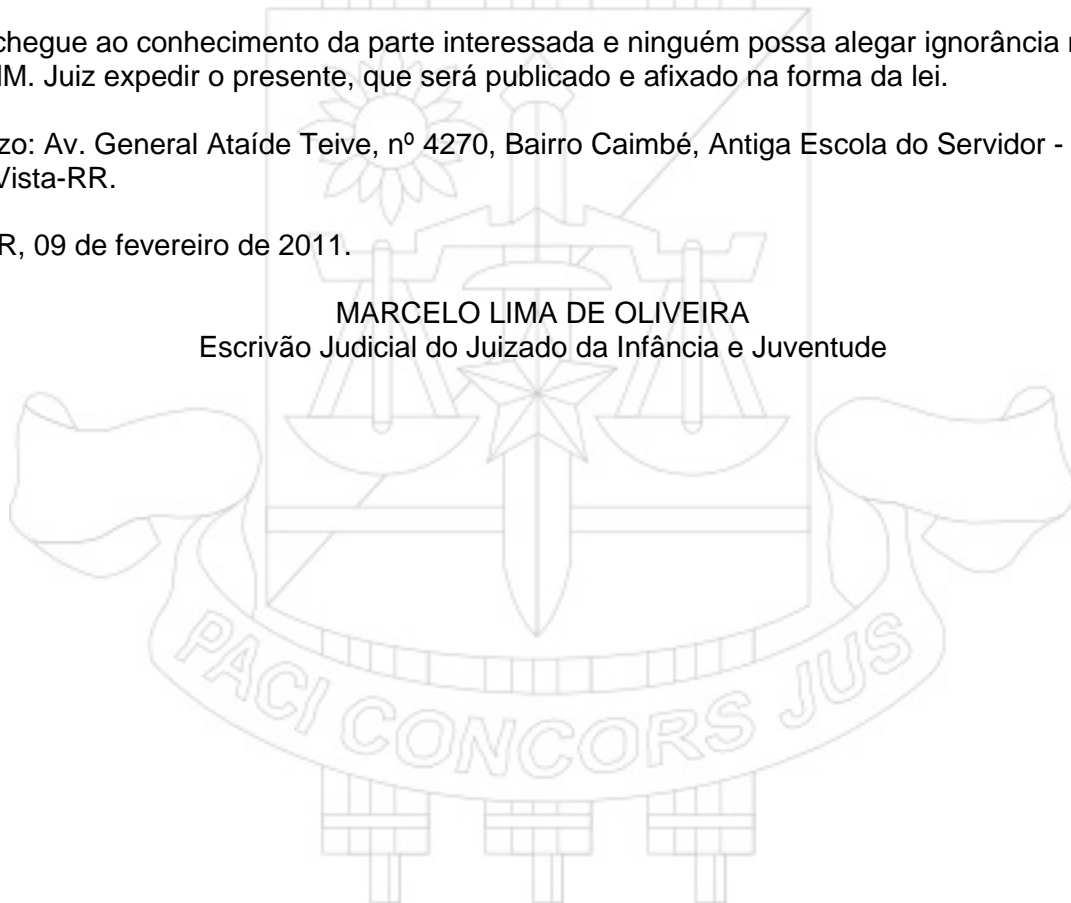 chegue ao conhecimento da parte interessada e ninguém possa alegar ignorância
M. Juiz expedir o presente, que será publicado e afixado na forma da lei.
zo: Av. General Ataíde Teive, nº 4270, Bairro Caimbé, Antiga Escola do Servidor -
Vista-RR.
R, 09 de fevereiro de 2011.
MARCELO LIMA DE OLIVEIRA
Escrivão Judicial do Juizado da Infância e Juventude
PACI CONCORS JUS